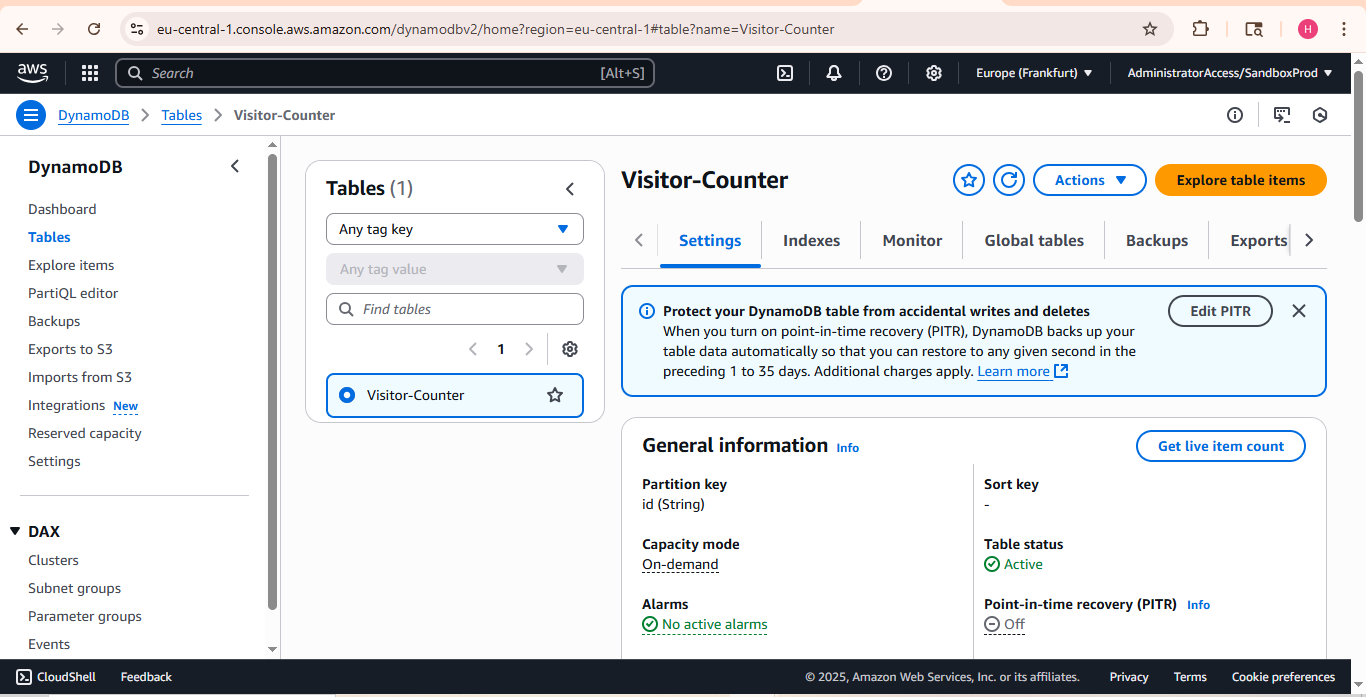 eu-central-1.console.aws.amazon.com/dynamodbv2/home?region=eu-central-1#table?name=Visitor-Counter
H
aws
Search
[Alt+S]
Europe (Frankfurt)
AdministratorAccess/SandboxProd
DynamoDB
Tables
Visitor-Counter
DynamoDB
Dashboard
Tables
Explore items
PartiQL editor
Backups
Exports to S3
Imports from S3
Integrations New
Reserved capacity
Settings
DAX
Clusters
Subnet groups
Parameter groups
Events
Tables (1)
Any tag key
Any tag value
Find tables
1
Visitor-Counter
Visitor-Counter
Actions
Explore table items
Settings
Indexes
Monitor
Global tables
Backups
Exports
Protect your DynamoDB table from accidental writes and deletes
When you turn on point-in-time recovery (PITR), DynamoDB backs up your
table data automatically so that you can restore to any given second in the
preceding 1 to 35 days. Additional charges apply. Learn more
Edit PITR
General information Info
Get live item count
Partition key
id (String)
Sort key
-
Capacity mode
On-demand
Table status
Active
Alarms
No active alarms
Point-in-time recovery (PITR) Info
Off
CloudShell
Feedback
© 2025, Amazon Web Services, Inc. or its affiliates.
Privacy
Terms
Cookie preferences